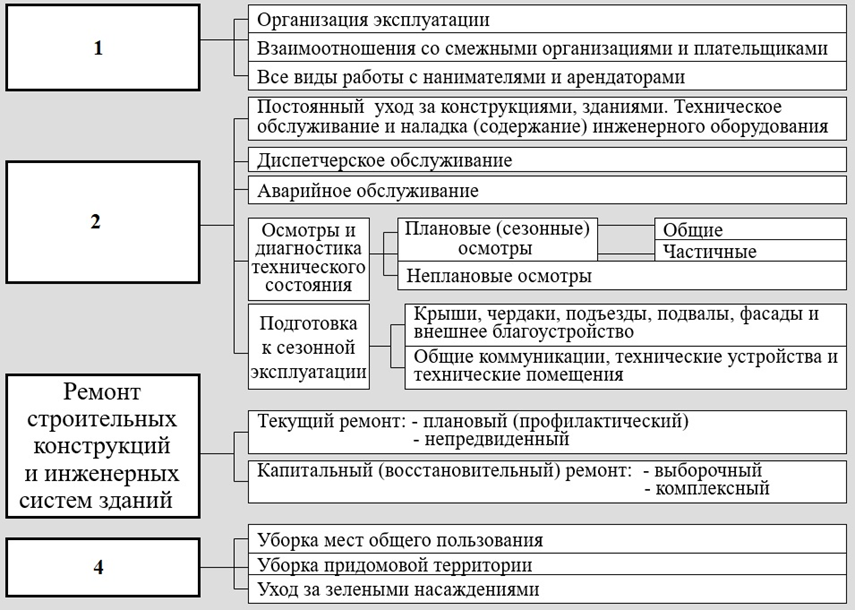 1
Организация эксплуатации
Взаимоотношения со смежными организациями и плательщиками
Все виды работы с нанимателями и арендаторами
2
Постоянный уход за конструкциями, зданиями. Техническое
обслуживание и наладка (содержание) инженерного оборудования
Диспетчерское обслуживание
Аварийное обслуживание
Осмотры и
диагностика
технического
состояния
Плановые (сезонные)
осмотры
Общие
Частичные
Неплановые осмотры
Подготовка
к сезонной
эксплуатации
Крыши, чердаки, подъезды, подвалы, фасады и
внешнее благоустройство
Общие коммуникации, технические устройства и
технические помещения
Ремонт
строительных
конструкций
и инженерных
систем зданий
Текущий ремонт: - плановый (профилактический)
- непредвиденный
Капитальный (восстановительный) ремонт: - выборочный
- комплексный
4
Уборка мест общего пользования
Уборка придомовой территории
Уход за зелеными насаждениями